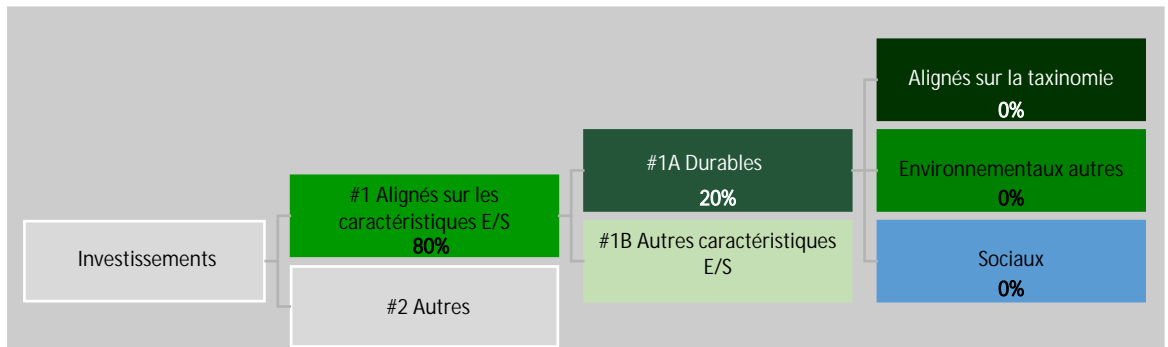 Investissements
#1 Alignés sur les
caractéristiques E/S
80%
#2 Autres
#1A Durables
20%
#1B Autres caractéristiques
E/S
Alignés sur la taxinomie
0%
Environnementaux autres
0%
Sociaux
0%